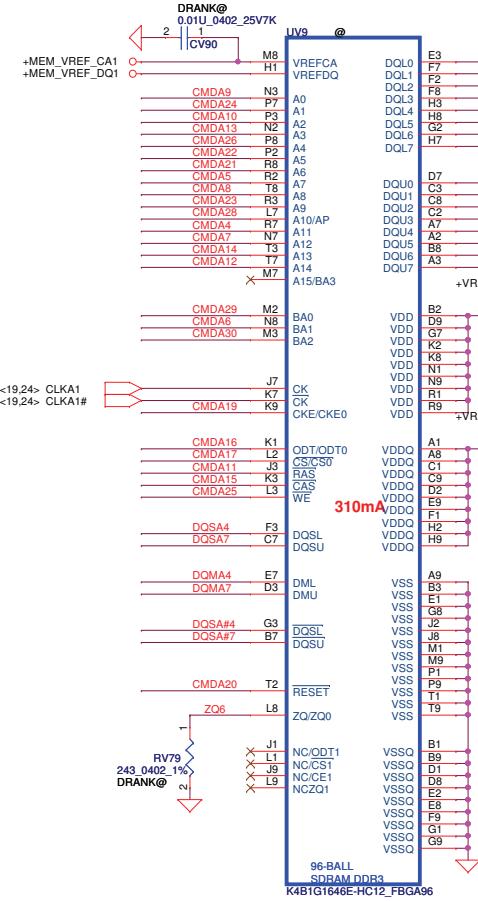 DRANK@
0.01U_0402_25V7K
2 1
CV90
UV9 @
+MEM_VREF_CA1 M8 VREFCA DQL0 E3
+MEM_VREF_DQ1 H1 VREFDQ DQL1 F7
DQL2 F2
CMDA9 N3 A0 DQL3 F8
CMDA24 P7 A1 DQL4 H3
CMDA10 P3 A2 DQL5 H8
CMDA13 N2 A3 DQL6 G2
CMDA26 P8 A4 DQL7 H7
CMDA22 P2 A5
CMDA21 R8 A6
CMDA5 R2 A7 DQU0 D7
CMDA8 T8 A8 DQU1 C3
CMDA23 R3 A9 DQU2 C8
CMDA28 L7 A10/AP DQU3 C2
CMDA4 R7 A11 DQU4 A7
CMDA7 N7 A12 DQU5 A2
CMDA14 T3 A13 DQU6 B8
CMDA12 T7 A14 DQU7 A3
M7 A15/BA3 +VR
CMDA29 M2 BA0 VDD B2
CMDA6 N8 BA1 VDD D9
CMDA30 M3 BA2 VDD G7
VDD K2
VDD K8
VDD N1
<19,24> CLKA1 J7 CK VDD N9
<19,24> CLKA1# K7 CK VDD R1
CMDA19 K9 CKE/CKE0 VDD R9
+VR
CMDA16 K1 ODT/ODT0 VDDQ A1
CMDA17 L2 CS/CS0 VDDQ A8
CMDA11 J3 RAS VDDQ C1
CMDA15 K3 CAS VDDQ C9
CMDA25 L3 WE VDDQ D2
310mA VDDQ E9
VDDQ F1
DQSA4 F3 DQSL VDDQ H2
DQSA7 C7 DQSU VDDQ H9
DQMA4 E7 DML VSS A9
DQMA7 D3 DMU VSS B3
VSS E1
VSS G8
DQSA#4 G3 DQSL VSS J2
DQSA#7 B7 DQSU VSS J8
VSS M1
VSS M9
VSS P1
CMDA20 T2 RESET VSS P9
VSS T1
ZQ6 L8 ZQ/ZQ0 VSS T9
1
J1 NC/ODT1 VSSQ B1
RV79 L1 NC/CS1 VSSQ B9
243_0402_1% J9 NC/CE1 VSSQ D1
DRANK@ 2 L9 NCZQ1 VSSQ D8
VSSQ E2
VSSQ E8
VSSQ F9
VSSQ G1
VSSQ G9
96-BALL
SDRAM DDR3
K4B1G1646E-HC12_FBGA96